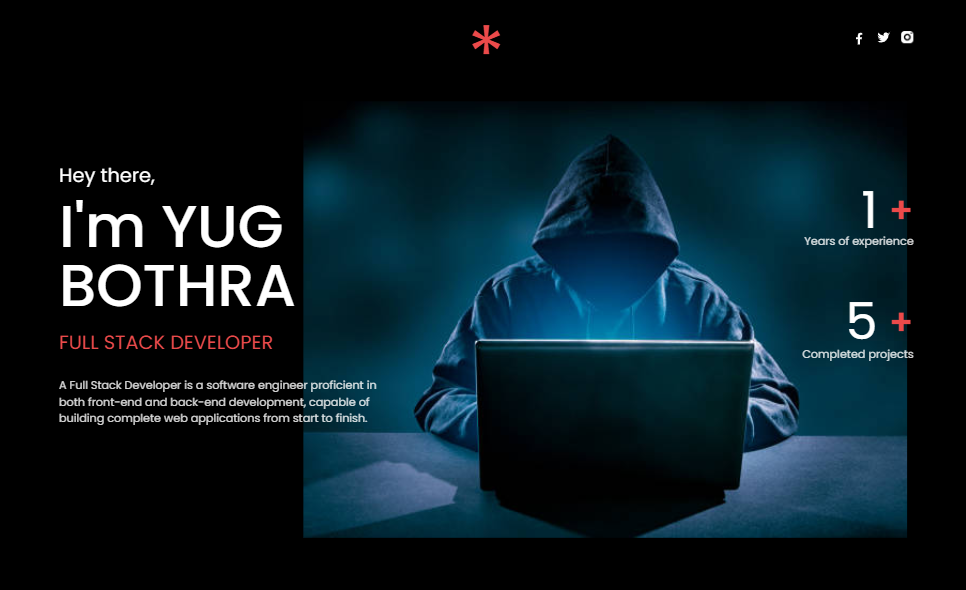 Hey there,
I'm YUG
BOTHRA
FULL STACK DEVELOPER
A Full Stack Developer is a software engineer proficient in
both front-end and back-end development, capable of
building complete web applications from start to finish.
1 +
Years of experience
5 +
Completed projects